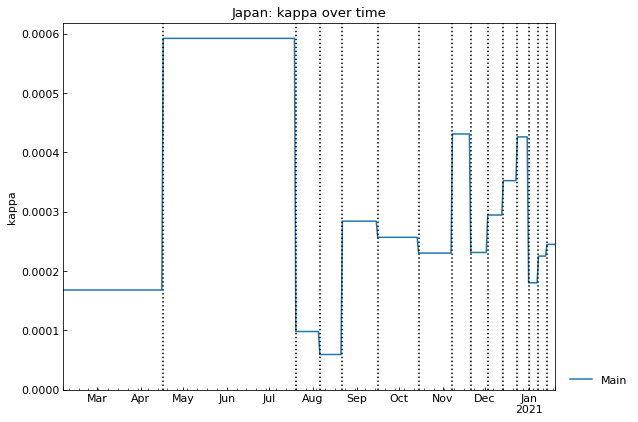 Japan: kappa over time
0.0006
0.0005
0.0004
0.0003
0.0002
0.0001
0.0000
kappa
Mar Apr May Jun Jul Aug Sep Oct Nov Dec Jan
2021
Main